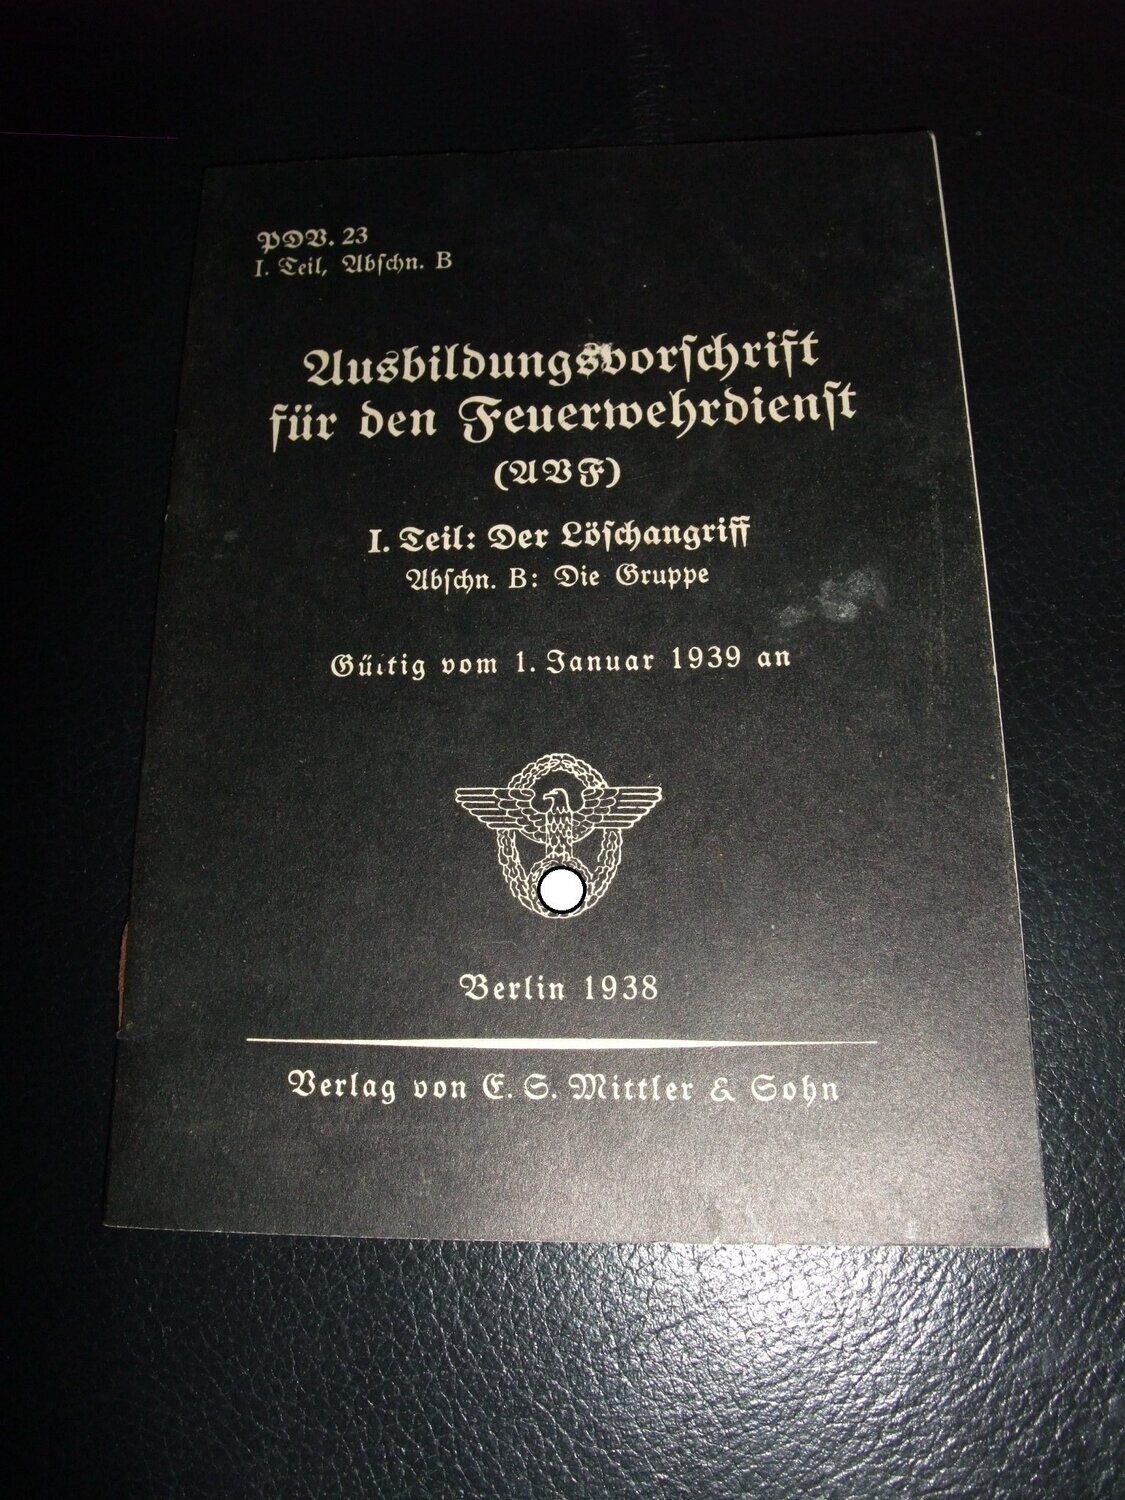 PDV. 23
I. Teil, Abschn. B
Ausbildungsvorschrift
für den Feuerwehrdienst
(AVF)
I. Teil: Der Löschangriff
Abschn. B: Die Gruppe
Gültig vom 1. Januar 1939 an
Berlin 1938
Verlag von E. S. Mittler & Sohn